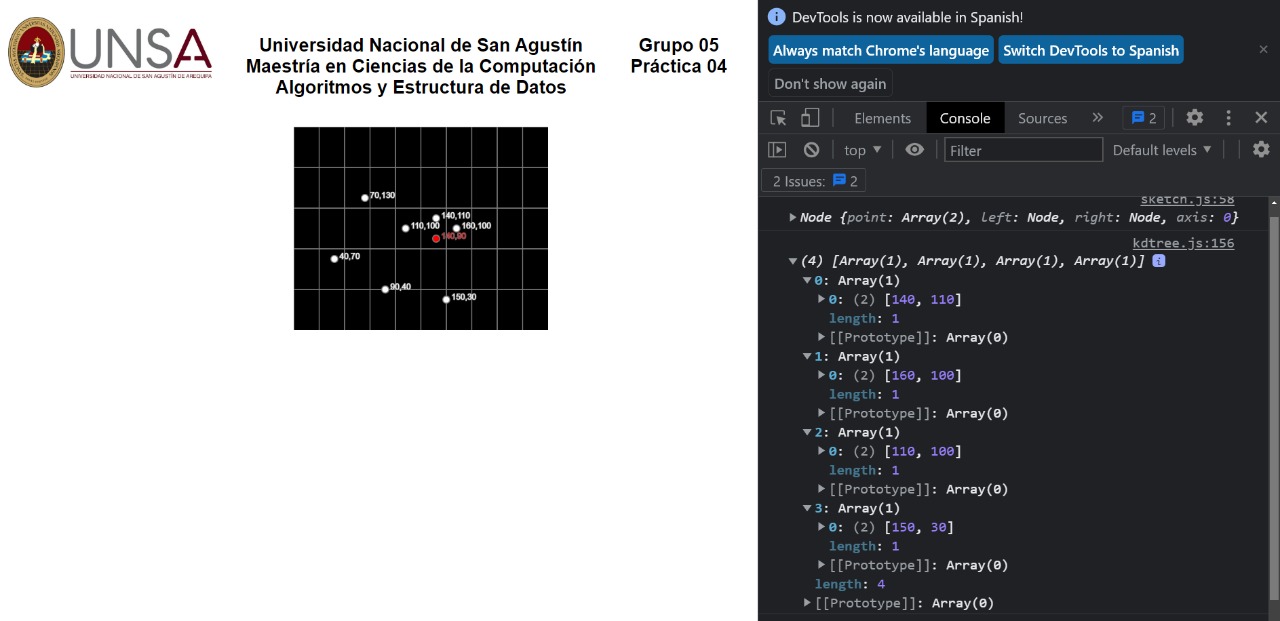 UNSA
UNIVERSIDAD NACIONAL DE SAN AGUSTÍN DE AREQUIPA
Universidad Nacional de San Agustín
Maestría en Ciencias de la Computación
Algoritmos y Estructura de Datos
Grupo 05
Práctica 04
70,130
140,110
110,100
160,100
140,90
40,70
90,40
150,30
DevTools is now available in Spanish!
Always match Chrome's language
Switch DevTools to Spanish
Don't show again
Elements Console Sources 2
top Filter Default levels
2 Issues: 2
sketch.js:58
Node {point: Array(2), left: Node, right: Node, axis: 0}
kdtree.js:156
(4) [Array(1), Array(1), Array(1), Array(1)]
0: Array(1)
0: (2) [140, 110]
length: 1
[[Prototype]]: Array(0)
1: Array(1)
0: (2) [160, 100]
length: 1
[[Prototype]]: Array(0)
2: Array(1)
0: (2) [110, 100]
length: 1
[[Prototype]]: Array(0)
3: Array(1)
0: (2) [150, 30]
length: 1
[[Prototype]]: Array(0)
length: 4
[[Prototype]]: Array(0)